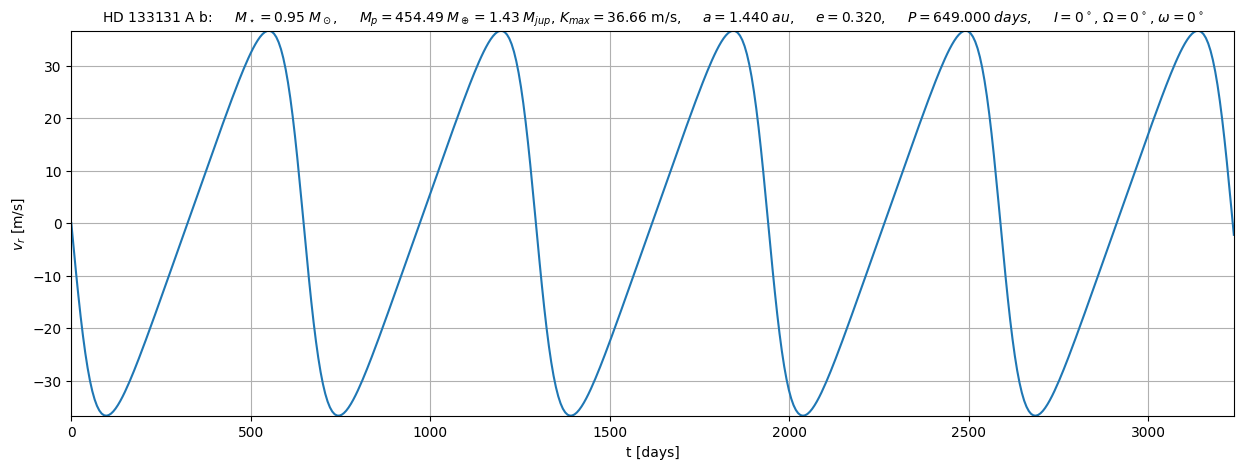 HD 133131 A b: M⋆ = 0.95 M⊙, Mp = 454.49 M⊕ = 1.43 Mjup, Kmax = 36.66 m/s, a = 1.440 au, e = 0.320, P = 649.000 days, I = 0°, Ω = 0°, ω = 0°
30
20
10
0
−10
−20
−30
vr [m/s]
0 500 1000 1500 2000 2500 3000
t [days]